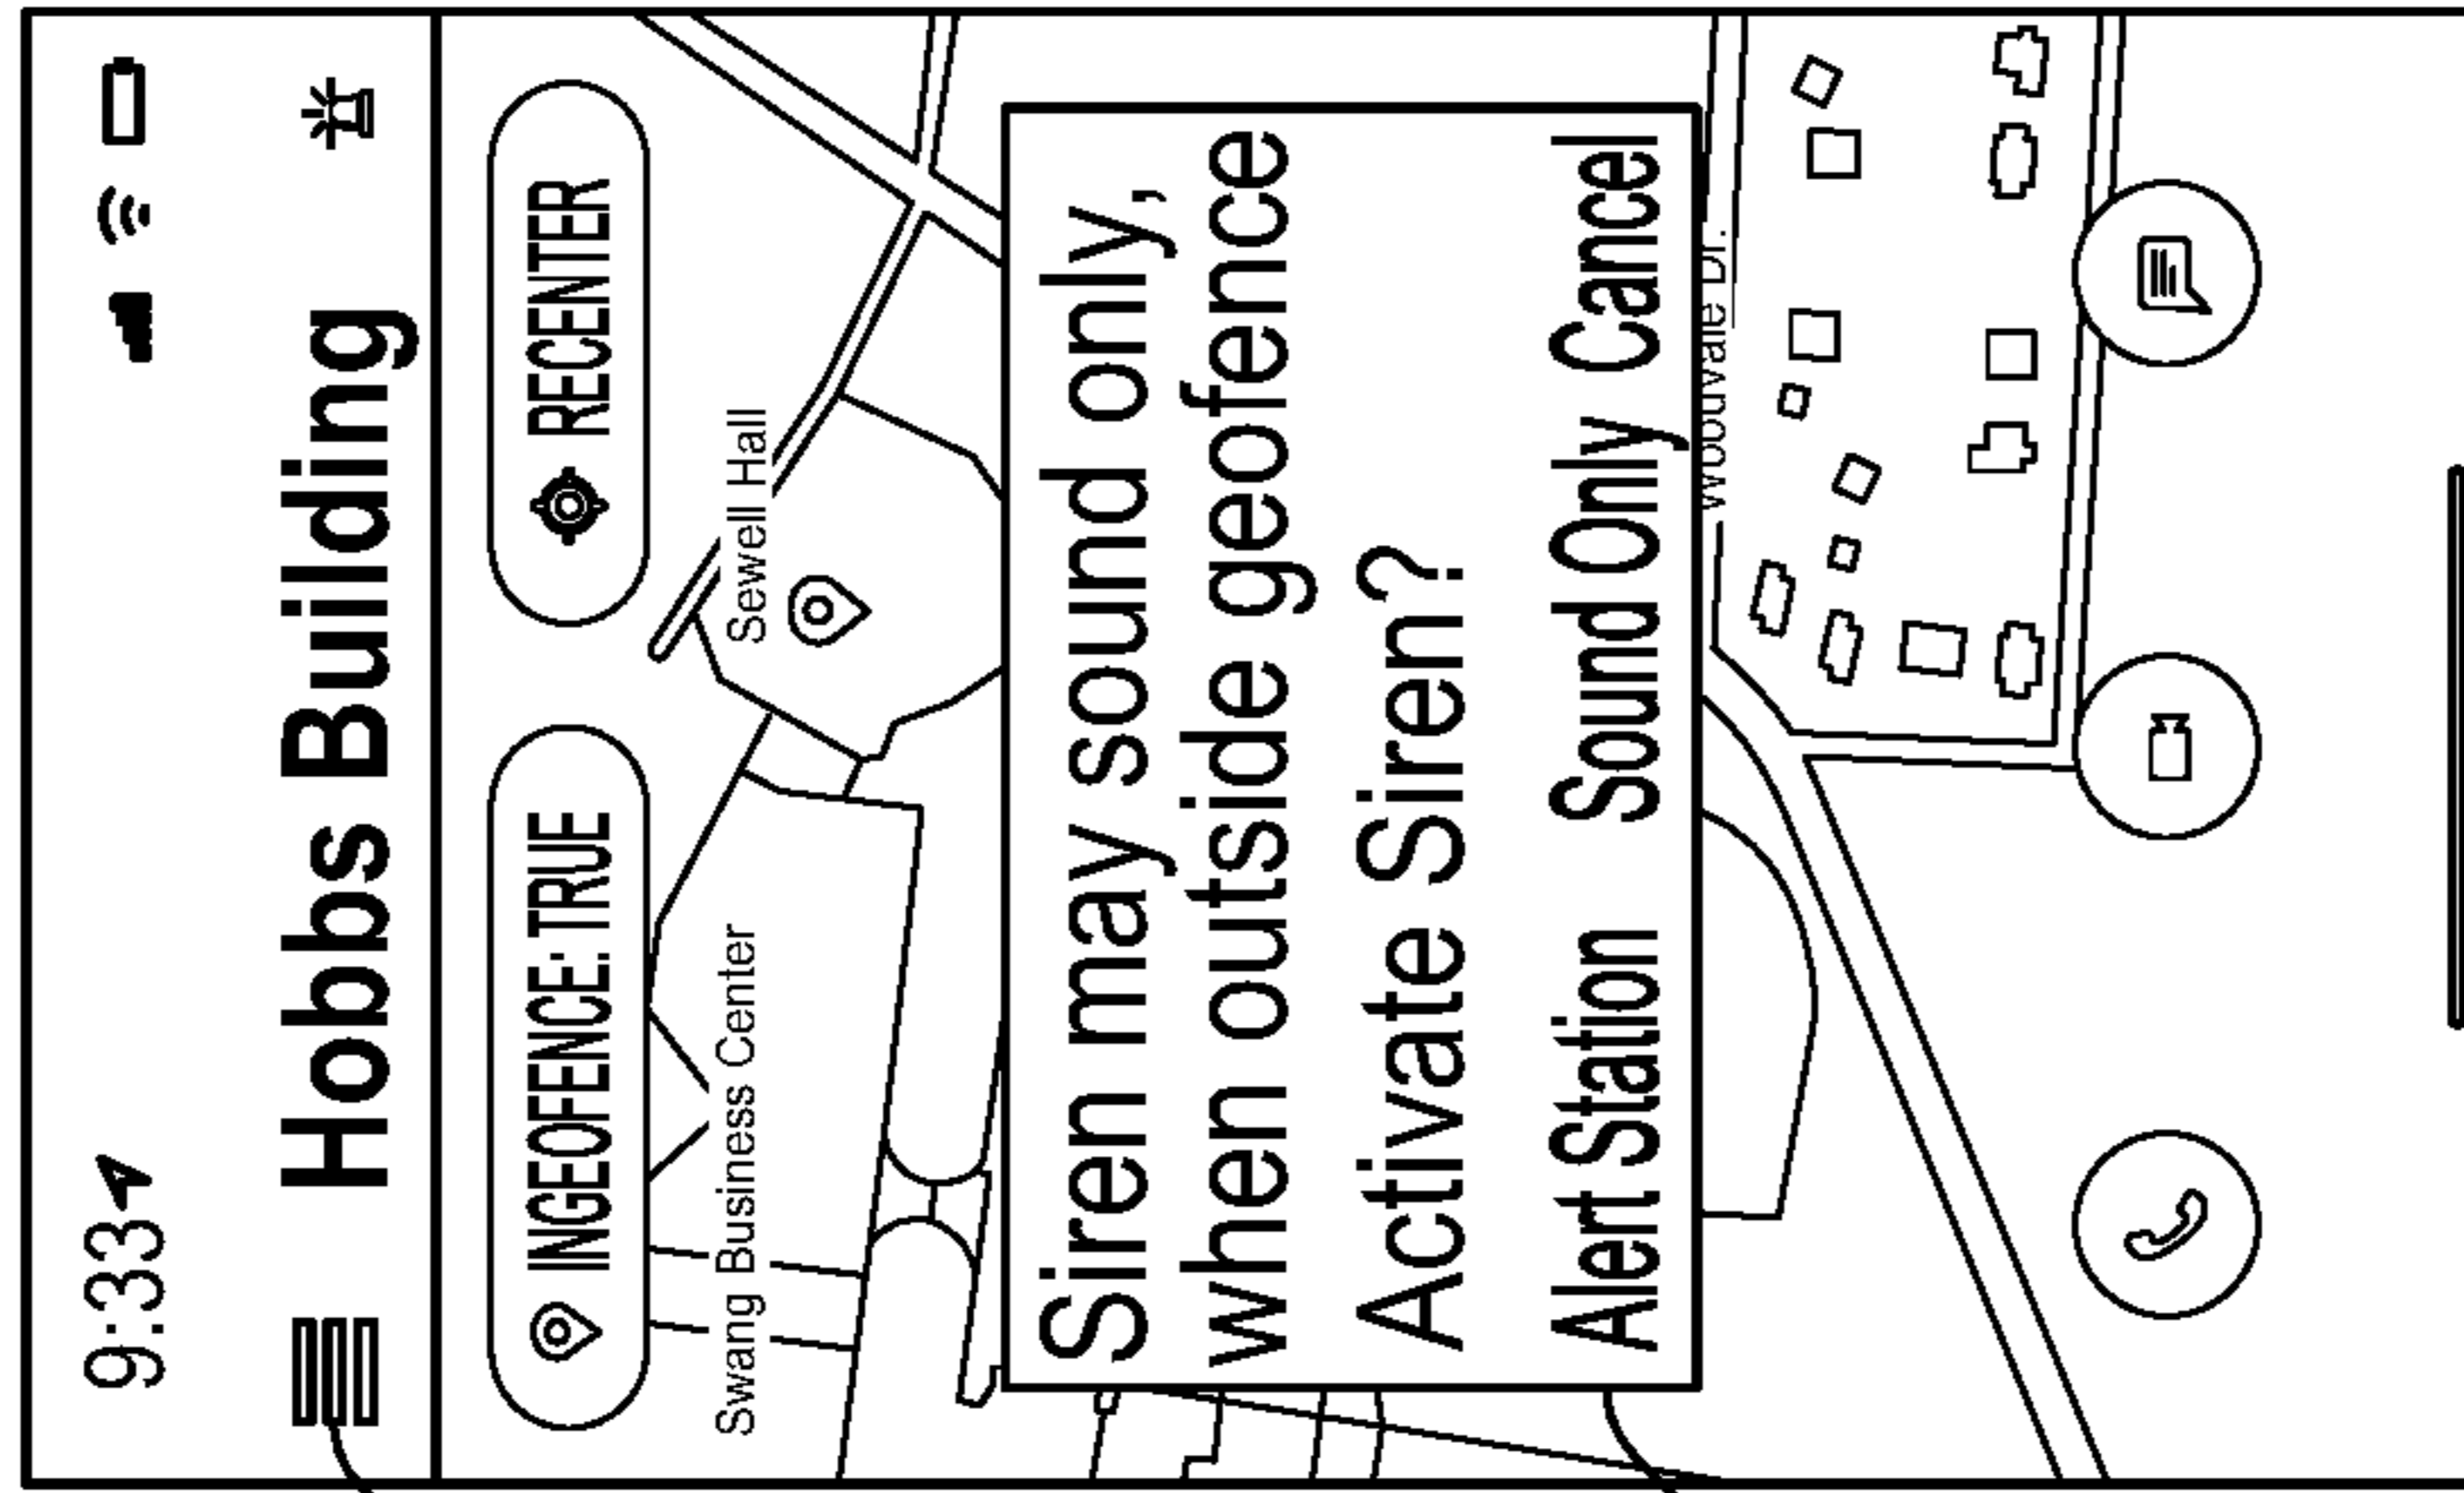 9:33
Hobbs Building
INGEOFENCE: TRUE
RECENTER
Sewell Hall
Swang Business Center
Siren may sound only,
when outside geofence
Activate Siren?
Alert Station Sound Only Cancel
Dr.